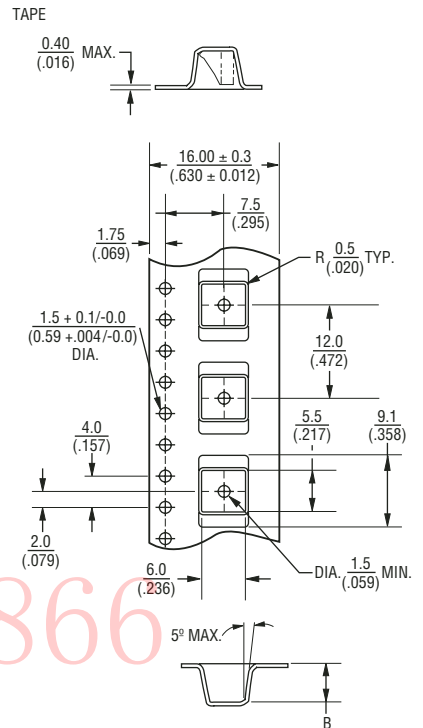 TAPE
0.40
(.016)
MAX.
16.00 ± 0.3
(.630 ± 0.012)
7.5
(.295)
1.75
(.069)
R 0.5
(.020)
TYP.
1.5 + 0.1/-0.0
(0.59 +.004/-0.0)
DIA.
12.0
(.472)
5.5
(.217)
9.1
(.358)
4.0
(.157)
2.0
(.079)
6.0
(.236)
DIA. 1.5
(.059)
MIN.
866
5º MAX.
B